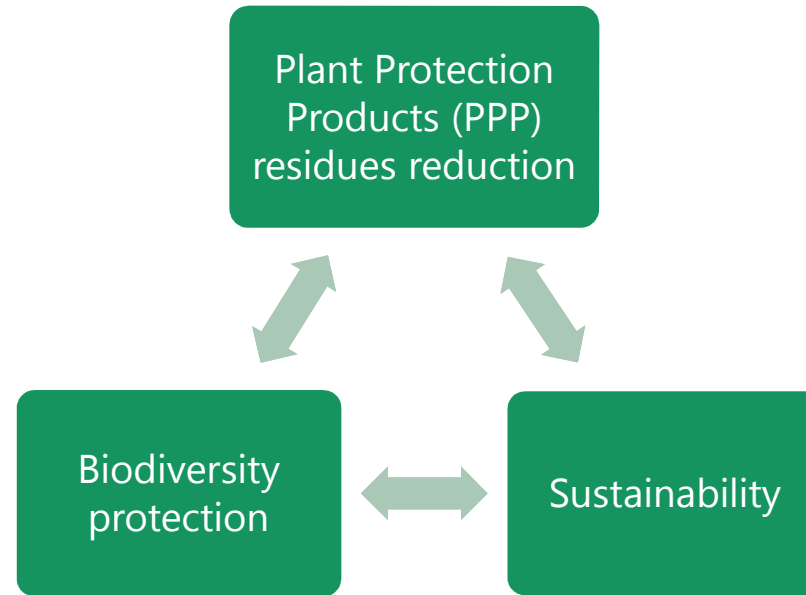 Plant Protection
Products (PPP)
residues reduction
Biodiversity
protection
Sustainability